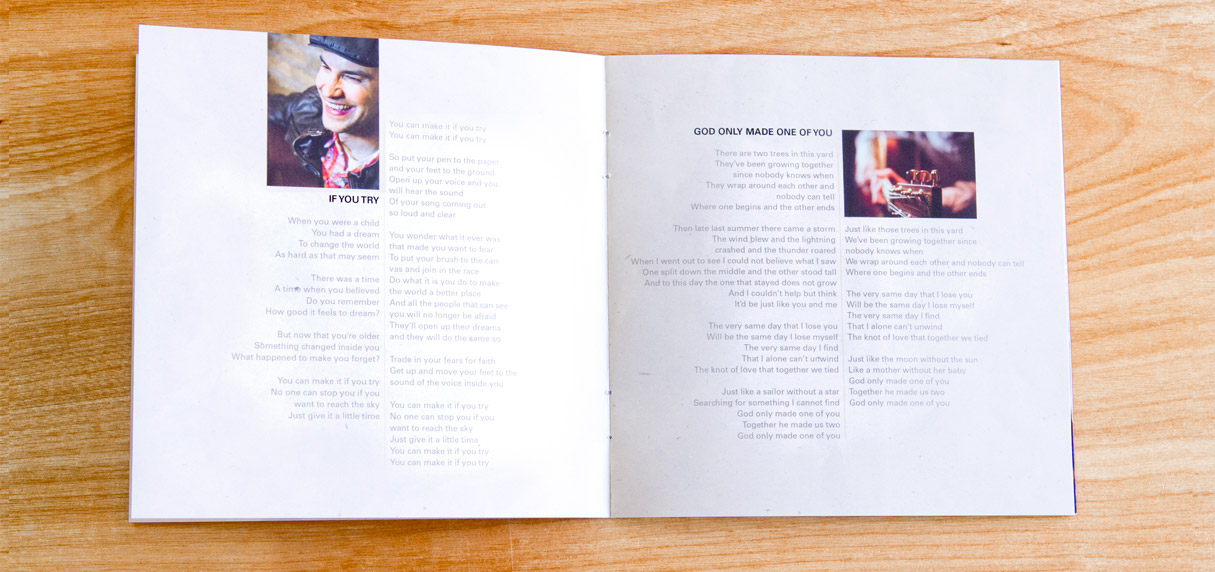 IF YOU TRY
When you were a child
You had a dream
To change the world
As hard as that may seem
There was a time
A time when you believed
Do you remember
How good it feels to dream?
But now that you're older
Something changed inside you
What happened to make you forget?
You can make it if you try
No one can stop you if you
want to reach the sky
Just give it a little time
You can make it if you try
You can make it if you try
So put your pen to the paper
and your feet to the ground
Open up your voice and you
will hear the sound
Of your song coming out
so loud and clear
You wonder what it ever was
that made you want to fear
To put your brush to the can
vas and join in the race
Do what it is you do to make
the world a better place
And all the people that can see
you will no longer be afraid
They'll open up their dreams
and they will do the same so
Trade in your fears for faith
Get up and move your feet to the
sound of the voice inside you
You can make it if you try
No one can stop you if you
want to reach the sky
Just give it a little time
You can make it if you try
You can make it if you try
GOD ONLY MADE ONE OF YOU
There are two trees in this yard
They've been growing together
since nobody knows when
They wrap around each other and
nobody can tell
Where one begins and the other ends
Then late last summer there came a storm
The wind blew and the lightning
crashed and the thunder roared
When I went out to see I could not believe what I saw
One split down the middle and the other stood tall
And to this day the one that stayed does not grow
And I couldn't help but think
It'd be just like you and me
The very same day that I lose you
Will be the same day I lose myself
The very same day I find
That I alone can't unwind
The knot of love that together we tied
Just like a sailor without a star
Searching for something I cannot find
God only made one of you
Together he made us two
God only made one of you
Just like those trees in this yard
We've been growing together since
nobody knows when
We wrap around each other and nobody can tell
Where one begins and the other ends
The very same day that I lose you
Will be the same day I lose myself
The very same day I find
That I alone can't unwind
The knot of love that together we tied
Just like the moon without the sun
Like a mother without her baby
God only made one of you
Together he made us two
God only made one of you